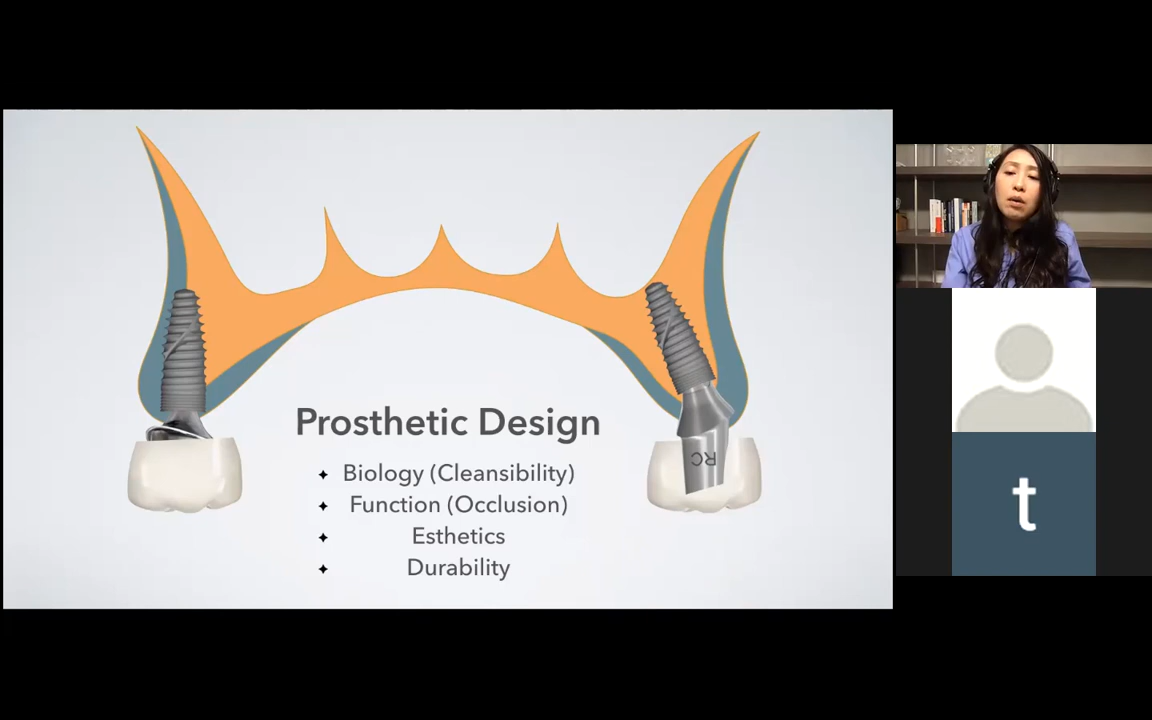 Prosthetic Design
✦ Biology (Cleansibility)
✦ Function (Occlusion)
✦ Esthetics
✦ Durability
RC
t